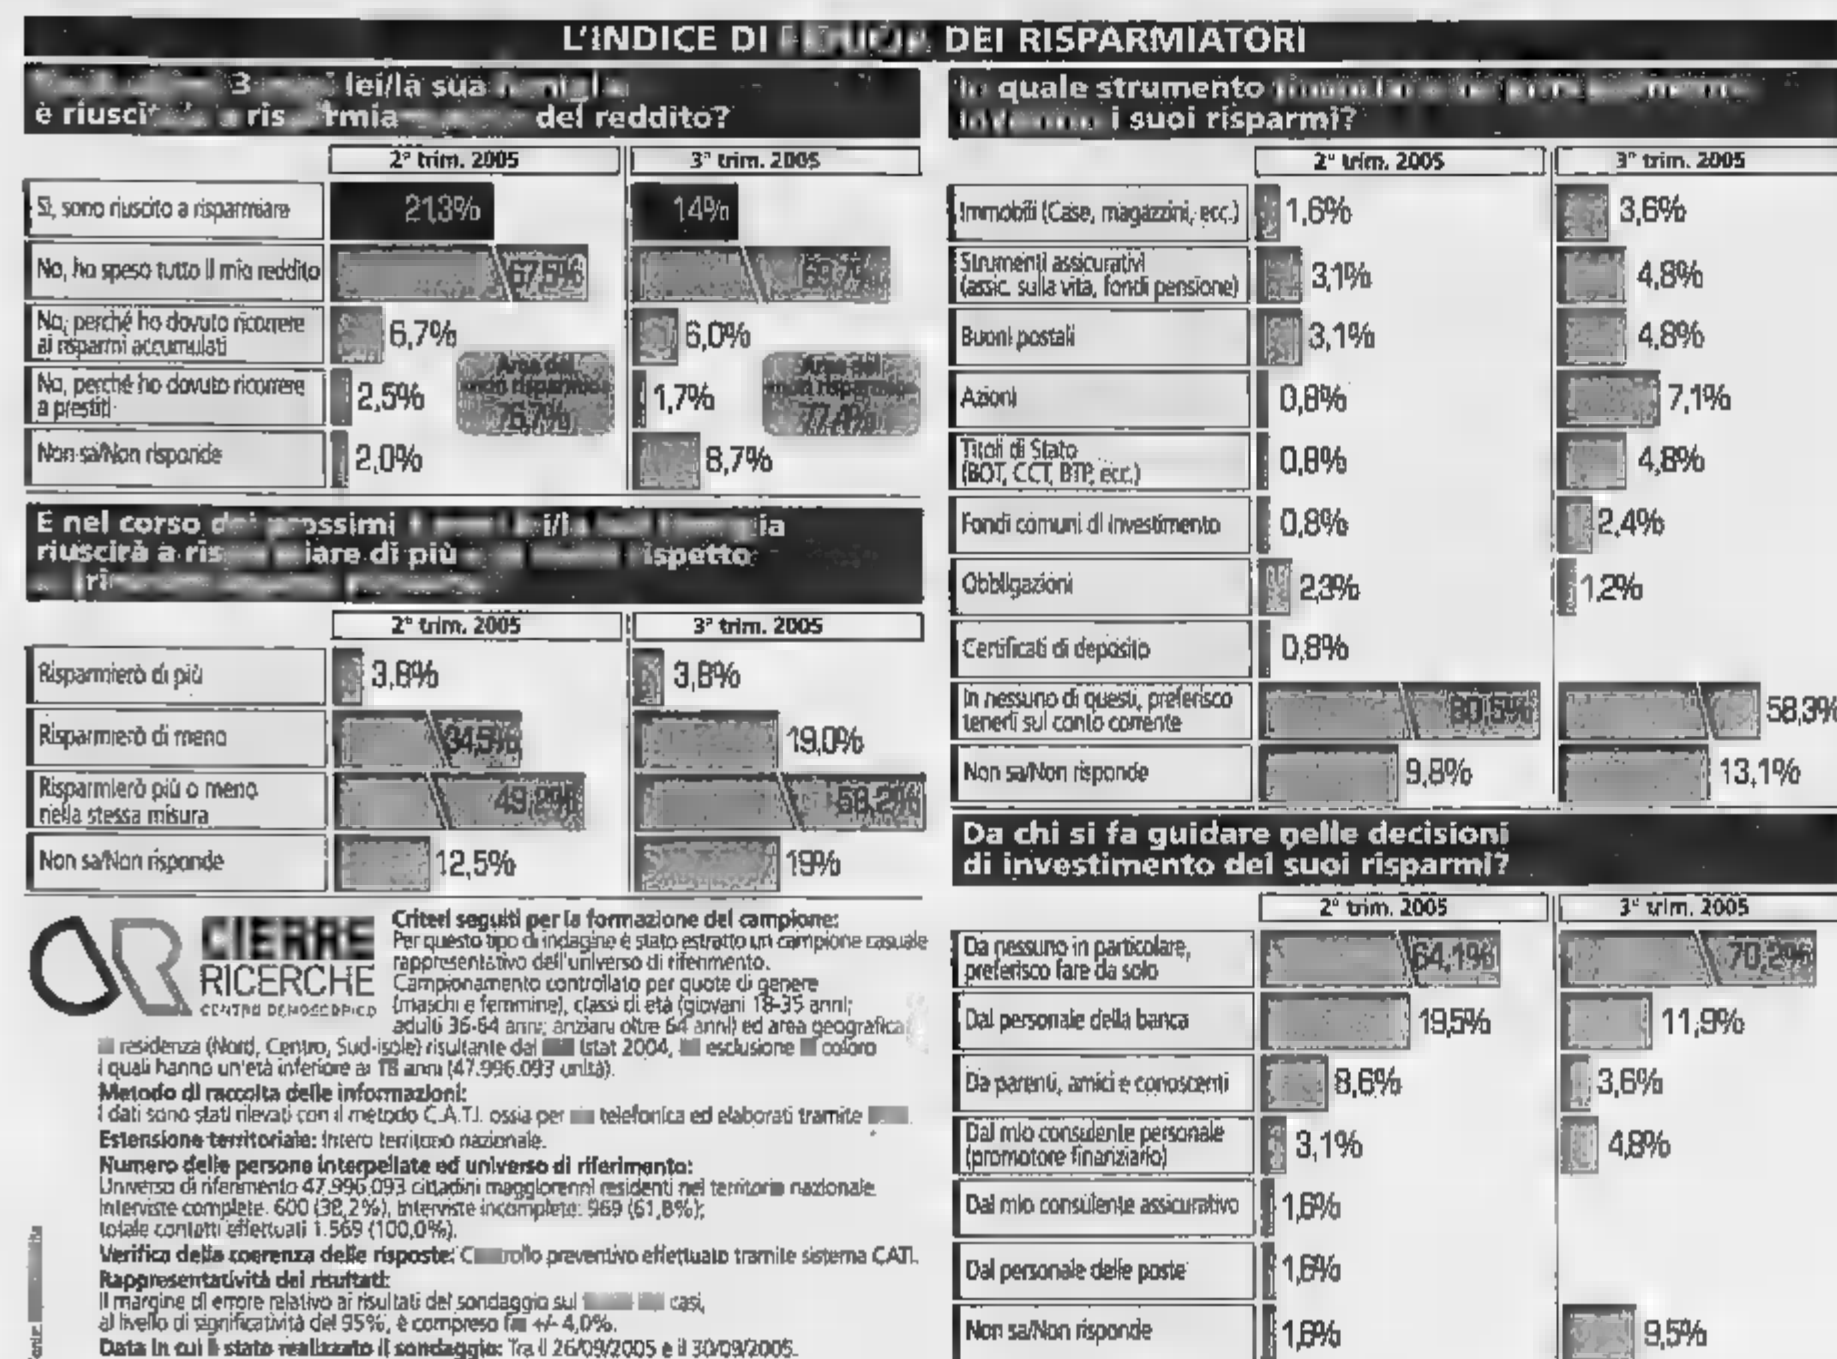 L'INDICE DI DEI RISPARMIATORI
3 lei/la sua
è riuscito del reddito?
2° trim. 2005 3° trim. 2005
Sì, sono riuscito a risparmiare 21,3% 14%
No, ho speso tutto il mio reddito 67,5% 69,7%
No, perché ho dovuto ricorrere
ai risparmi accumulati 6,7% 6,0%
No, perché ho dovuto ricorrere
a prestiti 2,5% 1,7%
Area del
76,7%
Area del
77,4%
Non sa/Non risponde 2,0% 8,7%
E nel corso dei prossimi
riuscirà a risparmiare di più rispetto
2° trim. 2005 3° trim. 2005
Risparmierò di più 3,8% 3,8%
Risparmierò di meno 34,5% 19,0%
Risparmierò più o meno
nella stessa misura 49,2% 58,2%
Non sa/Non risponde 12,5% 19%
CIERRE
RICERCHE
CENTRO DEMOSCOPICO
Criteri seguiti per la formazione del campione:
Per questo tipo di indagine è stato estratto un campione casuale
rappresentativo dell'universo di riferimento.
Campionamento controllato per quote di genere
(maschi e femmine), classi di età (giovani 18-35 anni;
adulti 36-64 anni; anziani oltre 64 anni) ed area geografica
residenza (Nord, Centro, Sud-isole) risultante dal Istat 2004, esclusione coloro
i quali hanno un'età inferiore ai 18 anni (47.996.093 unità).
Metodo di raccolta delle informazioni:
I dati sono stati rilevati con il metodo C.A.T.I. ossia per telefonica ed elaborati tramite
Estensione territoriale: Intero territorio nazionale.
Numero delle persone interpellate ed universo di riferimento:
Universo di riferimento 47.996.093 cittadini maggiorenni residenti nel territorio nazionale.
Interviste complete: 600 (38,2%), Interviste incomplete: 969 (61,8%);
totale contatti effettuati 1.569 (100,0%).
Verifica della coerenza delle risposte: Controllo preventivo effettuato tramite sistema CATI.
Rappresentatività dei risultati:
Il margine di errore relativo ai risultati del sondaggio sul casi,
al livello di significatività del 95%, è compreso fra +/- 4,0%.
Data in cui è stato realizzato il sondaggio: Tra il 26/09/2005 e il 30/09/2005.
In quale strumento
i suoi risparmi?
2° trim. 2005 3° trim. 2005
Immobili (Case, magazzini, ecc.) 1,6% 3,6%
Strumenti assicurativi
(assic. sulla vita, fondi pensione) 3,1% 4,8%
Buoni postali 3,1% 4,8%
Azioni 0,8% 7,1%
Titoli di Stato
(BOT, CCT, BTP, ecc.) 0,8% 4,8%
Fondi comuni di investimento 0,8% 2,4%
Obbligazioni 2,3% 1,2%
Certificati di deposito 0,8%
In nessuno di questi, preferisco
tenerli sul conto corrente 80,5% 58,3%
Non sa/Non risponde 9,8% 13,1%
Da chi si fa guidare nelle decisioni
di investimento dei suoi risparmi?
2° trim. 2005 3° trim. 2005
Da nessuno in particolare,
preferisco fare da solo 64,1% 70,2%
Dal personale della banca 19,5% 11,9%
Da parenti, amici e conoscenti 8,6% 3,6%
Dal mio consulente personale
(promotore finanziario) 3,1% 4,8%
Dal mio consulente assicurativo 1,6%
Dal personale delle poste 1,6%
Non sa/Non risponde 1,6% 9,5%